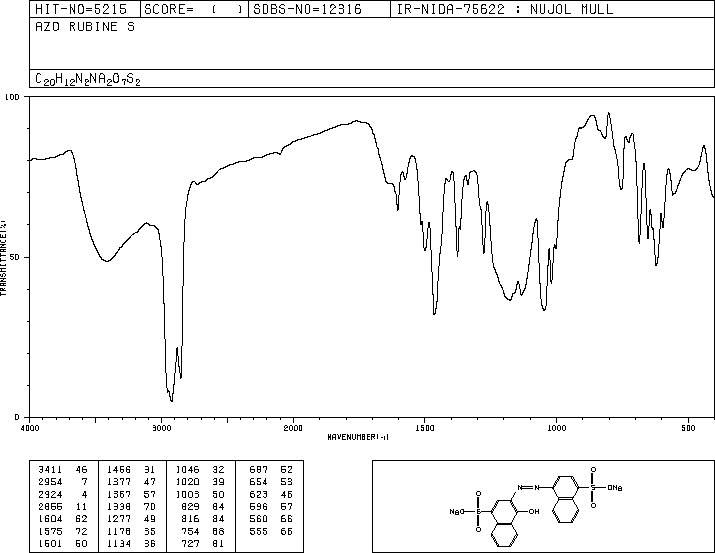 HIT-NO=5215 SCORE= ( ) SDBS-NO=12316 IR-NIDA-75622 : NUJOL MULL
AZO RUBINE S
C20H12N2NA2O7S2
100
50
0
TRANSMITTANCE(%)
4000 3000 2000 1500 1000 500
WAVENUMBER(-1)
3411 46 1466 31 1046 32 687 52
2954 7 1377 47 1020 39 654 53
2924 4 1367 57 1003 50 623 46
2855 11 1338 70 829 84 596 57
1604 62 1277 49 816 84 560 66
1575 72 1178 35 754 68 555 66
1501 50 1134 36 727 81
O
S ONa
O
N N
O
NaO S
O
OH